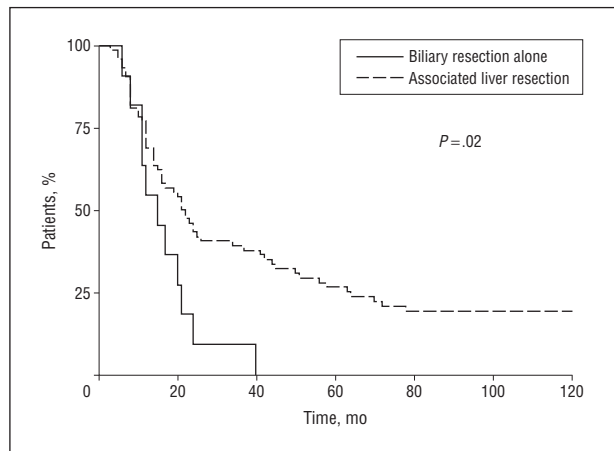 100
75
50
25
0
20
40
60
80
100
120
Patients, %
Time, mo
Biliary resection alone
Associated liver resection
P=.02